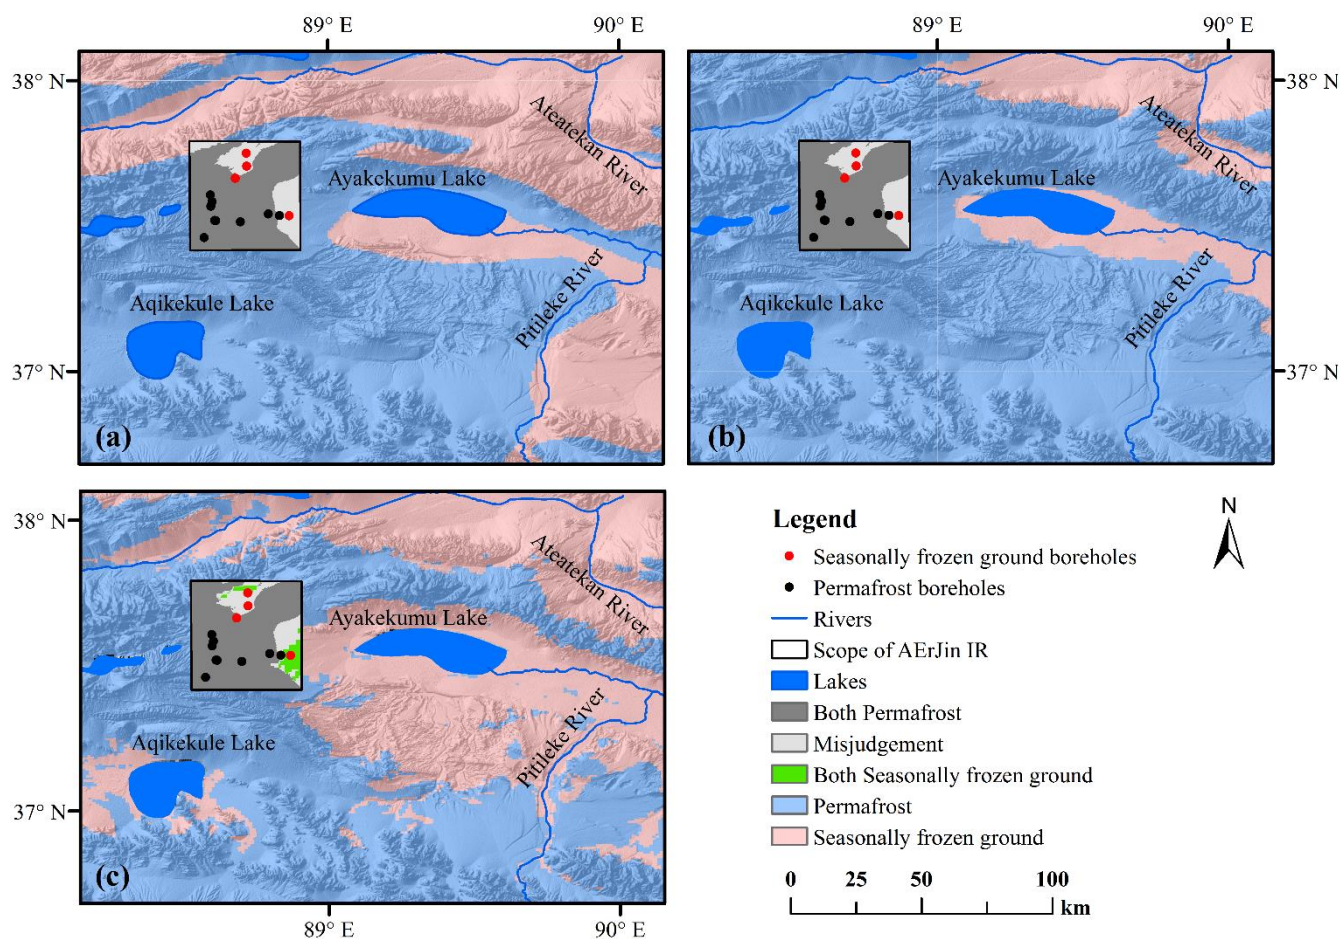 89° E
90° E
89° E
90° E
38° N
37° N
Ateatekan River
Ayakekumu Lake
Aqikekule Lake
Pitileke River
(a)
Ateatekan River
Ayakekumu Lake
Aqikekule Lake
Pitileke River
(b)
38° N
37° N
38° N
37° N
Ateatekan River
Ayakekumu Lake
Aqikekule Lake
Pitileke River
(c)
89° E
90° E
N
Legend
Seasonally frozen ground boreholes
Permafrost boreholes
Rivers
Scope of AErJin IR
Lakes
Both Permafrost
Misjudgement
Both Seasonally frozen ground
Permafrost
Seasonally frozen ground
0 25 50 100
km